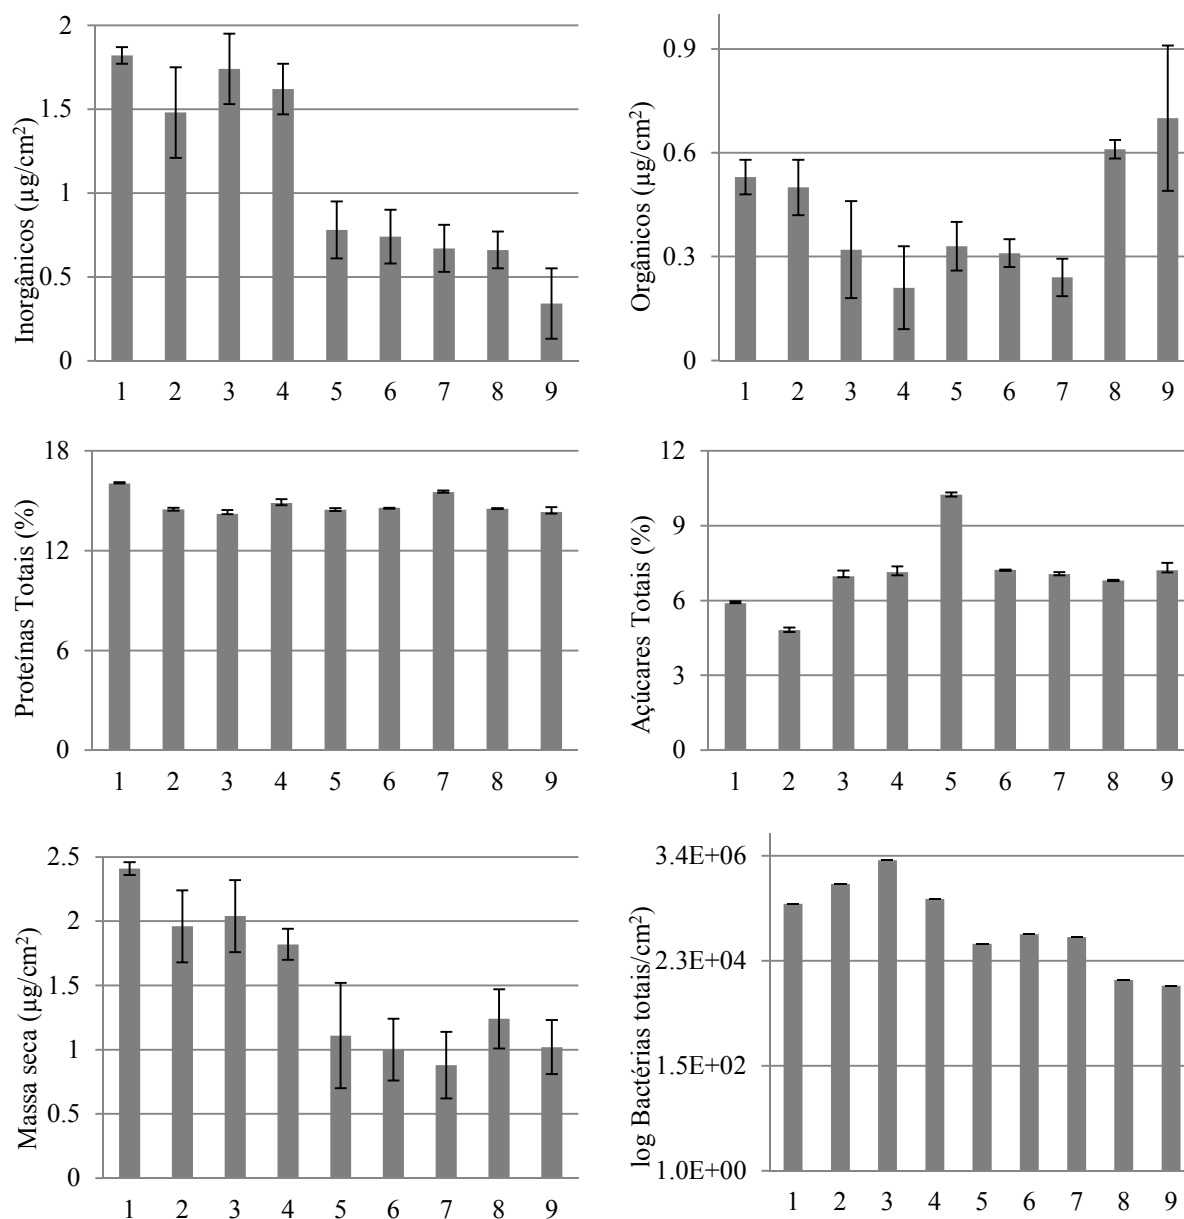 2
1.5
1
0.5
0
Inorgânicos (µg/cm²)
1 2 3 4 5 6 7 8 9
0.9
0.6
0.3
0
Orgânicos (µg/cm²)
1 2 3 4 5 6 7 8 9
18
12
6
0
Proteínas Totais (%)
1 2 3 4 5 6 7 8 9
12
9
6
3
0
Açúcares Totais (%)
1 2 3 4 5 6 7 8 9
2.5
2
1.5
1
0.5
0
Massa seca (µg/cm²)
1 2 3 4 5 6 7 8 9
3.4E+06
2.3E+04
1.5E+02
1.0E+00
log Bactérias totais/cm²)
1 2 3 4 5 6 7 8 9